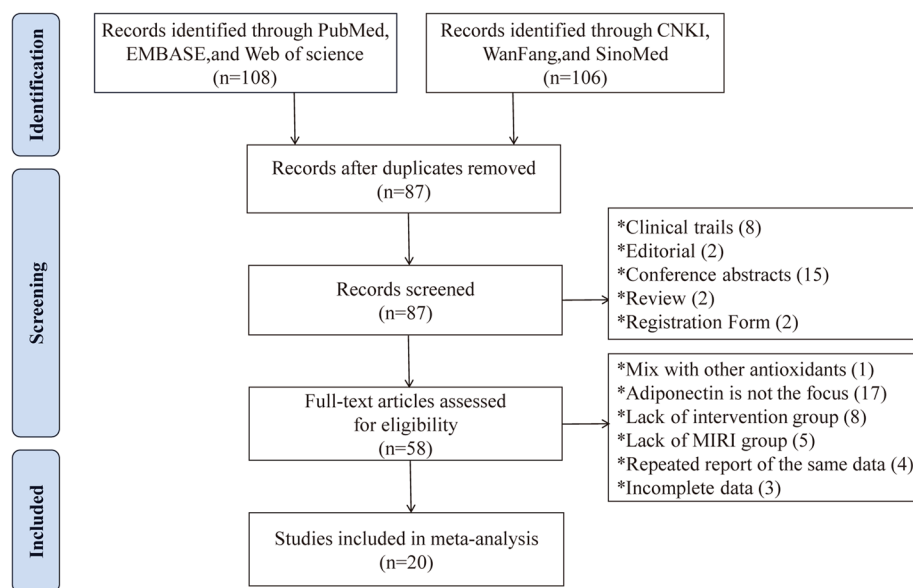 Identification
Records identified through PubMed,
EMBASE,and Web of science
(n=108)
Records identified through CNKI,
WanFang,and SinoMed
(n=106)
Screening
Records after duplicates removed
(n=87)
Records screened
(n=87)
*Clinical trails (8)
*Editorial (2)
*Conference abstracts (15)
*Review (2)
*Registration Form (2)
Full-text articles assessed
for eligibility
(n=58)
*Mix with other antioxidants (1)
*Adiponectin is not the focus (17)
*Lack of intervention group (8)
*Lack of MIRI group (5)
*Repeated report of the same data (4)
*Incomplete data (3)
Included
Studies included in meta-analysis
(n=20)